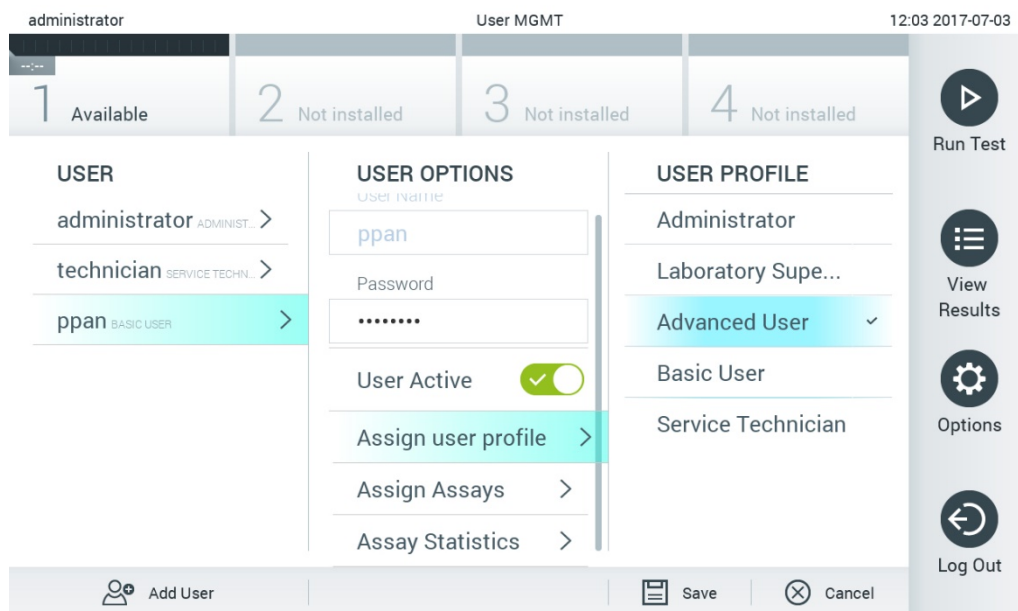 administrator
User MGMT
12:03 2017-07-03
--:--
1 Available
2 Not installed
3 Not installed
4 Not installed
USER
administrator ADMINIST...
technician SERVICE TECHN...
ppan BASIC USER
USER OPTIONS
User Name
ppan
Password
••••••••
User Active
Assign user profile
Assign Assays
Assay Statistics
USER PROFILE
Administrator
Laboratory Supe...
Advanced User
Basic User
Service Technician
Run Test
View
Results
Options
Log Out
Add User
Save
Cancel